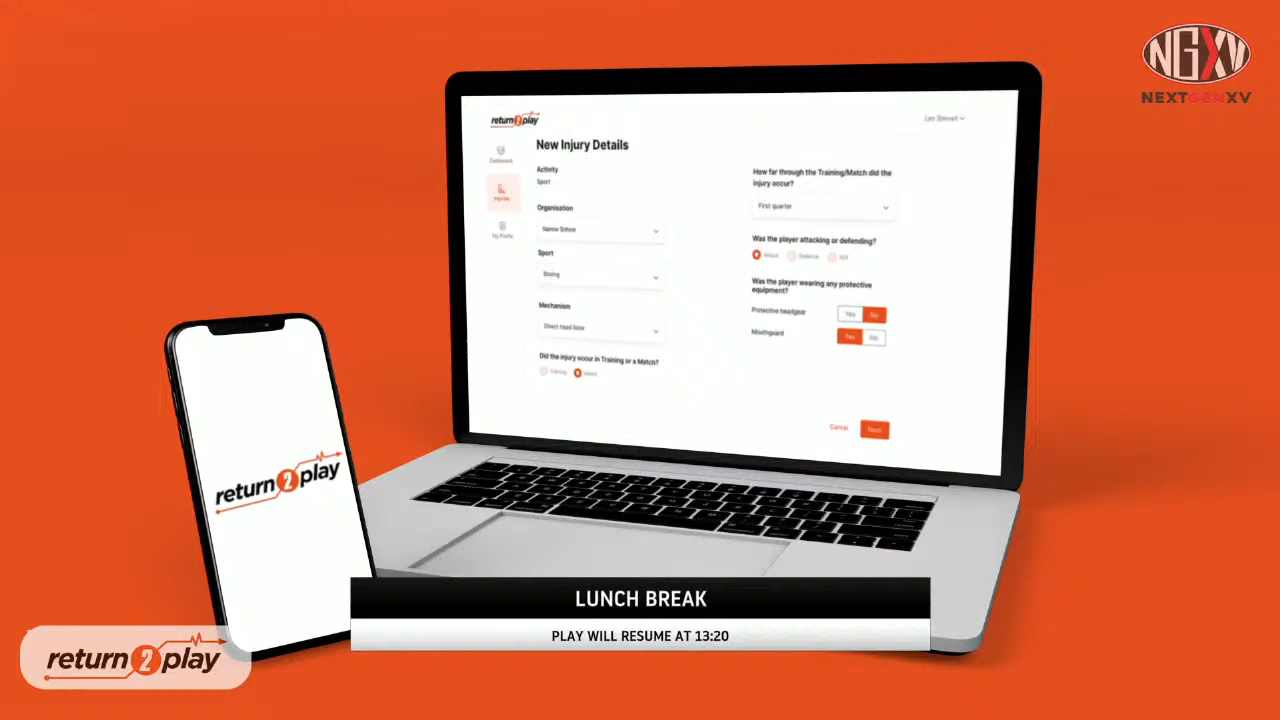 NGXV
NEXTGENXV
return2play
Leo Stewart
New Injury Details
Dashboard
Activity
Sport
My Profile
Organisation
Sport
Boxing
Mechanism
Direct head blow
Did the injury occur in Training or a Match?
Training
Match
How far through the Training/Match did the
injury occur?
First quarter
Was the player attacking or defending?
Attack
Defence
N/A
Was the player wearing any protective
equipment?
Protective headgear
Yes
No
Mouthguard
Yes
No
Cancel
Next
return2play
LUNCH BREAK
PLAY WILL RESUME AT 13:20
return2play